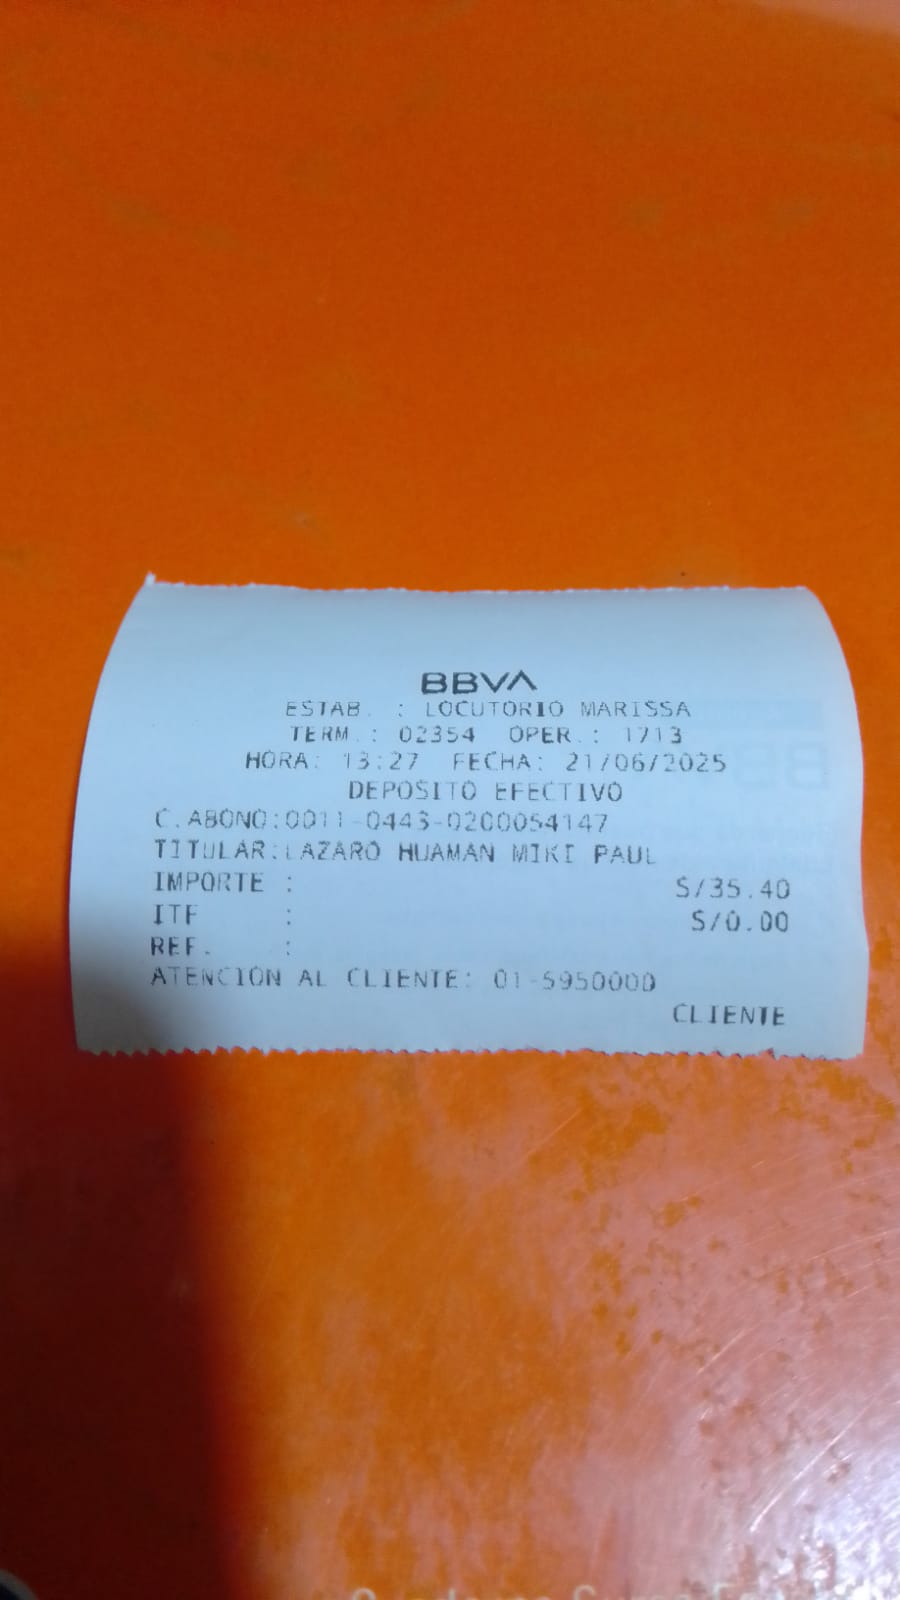 BBVA
ESTAB. : LOCUTORIO MARISSA
TERM.: 02354 OPER.: 1713
HORA: 13:27 FECHA: 21/06/2025
DEPOSITO EFECTIVO
C.ABONO:0011-0443-0200054147
TITULAR:LAZARO HUAMAN MIKI PAUL
IMPORTE : S/35.40
ITF : S/0.00
REF. :
ATENCION AL CLIENTE: 01-5950000
CLIENTE